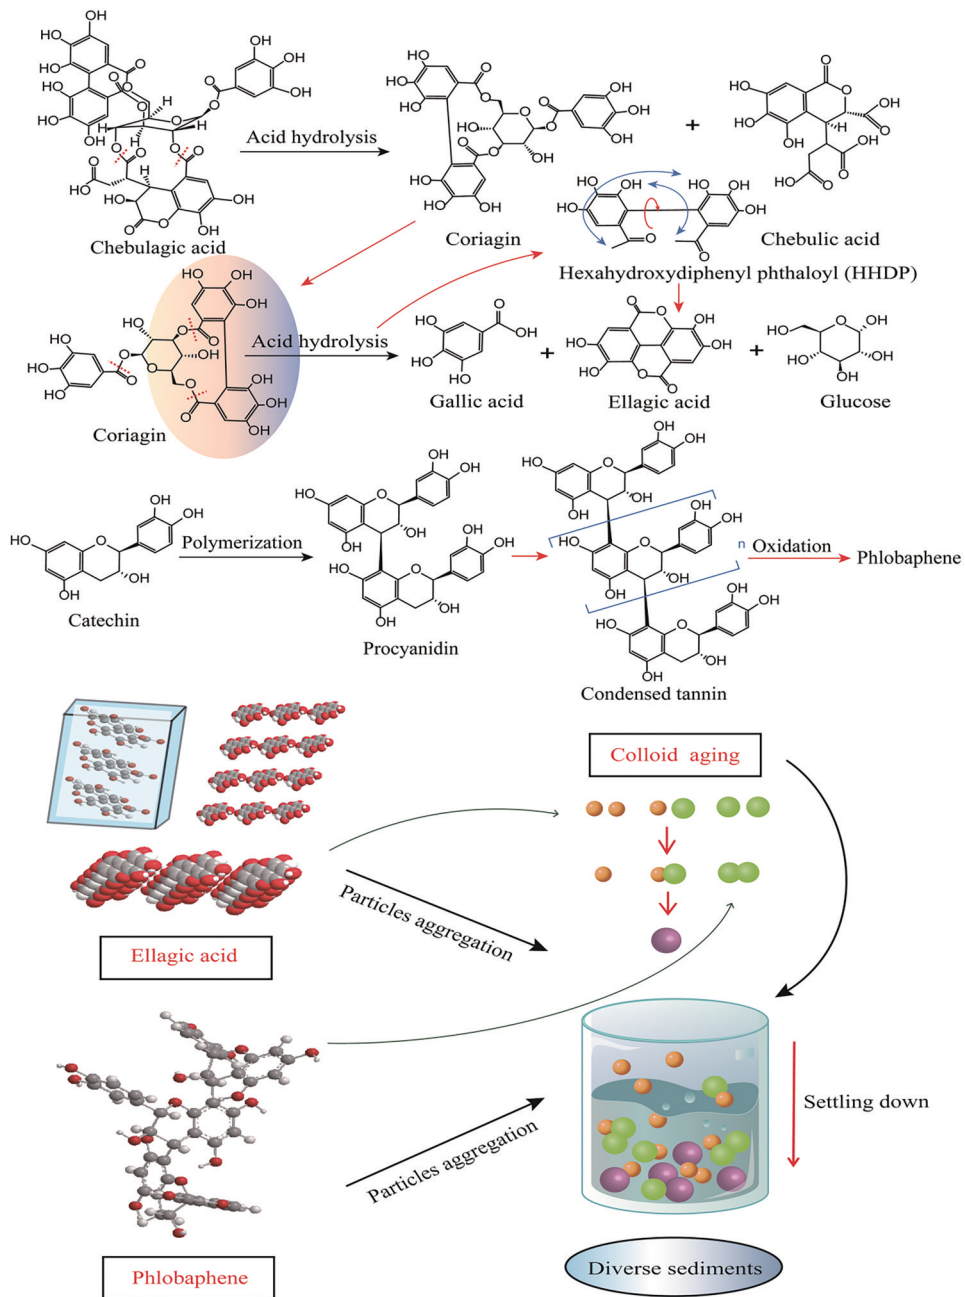 Acid hydrolysis
Chebulagic acid
Coriagin
+
Chebulic acid
Hexahydroxydiphenyl phthaloyl (HHDP)
Coriagin
Acid hydrolysis
Gallic acid
+
Ellagic acid
+
Glucose
Catechin
Polymerization
Procyanidin
n
Condensed tannin
Oxidation
Phlobaphene
Ellagic acid
Particles aggregation
Colloid aging
Phlobaphene
Particles aggregation
Settling down
Diverse sediments